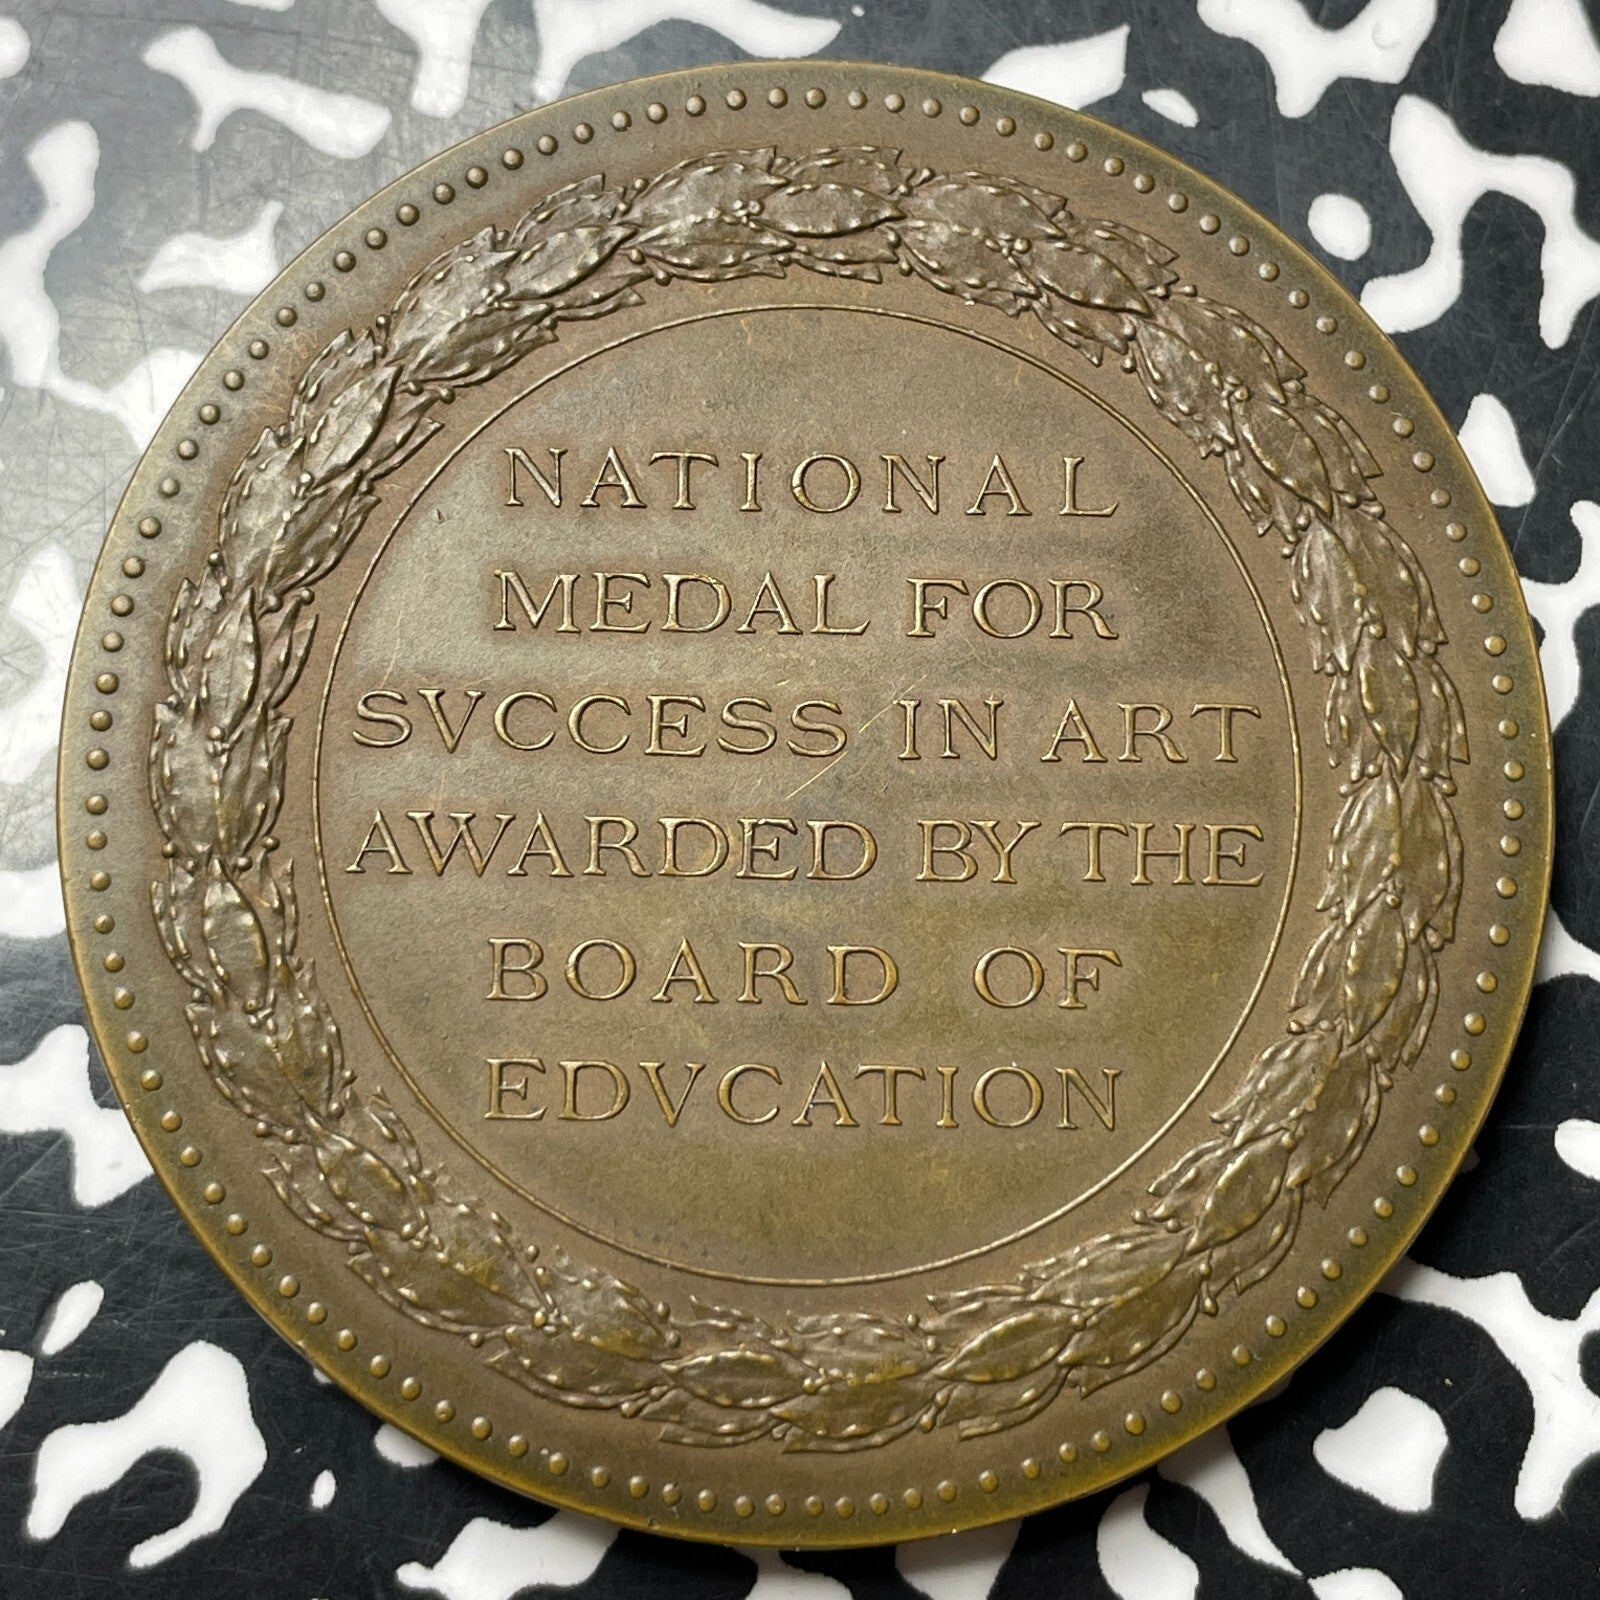 NATIONAL
MEDAL FOR
SVCCESS IN ART
AWARDED BY THE
BOARD OF
EDVCATION